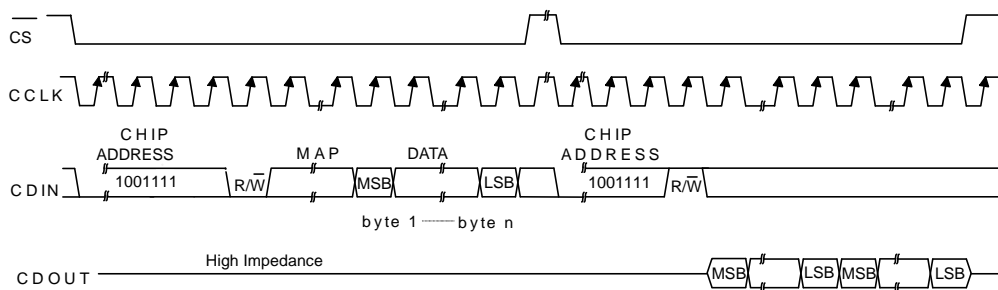 CS
CCLK
CHIP ADDRESS
MAP
DATA
CHIP ADDRESS
CDIN
1001111
R/W
MSB
LSB
1001111
R/W
byte 1
byte n
High Impedance
CDOUT
MSB
LSB
MSB
LSB